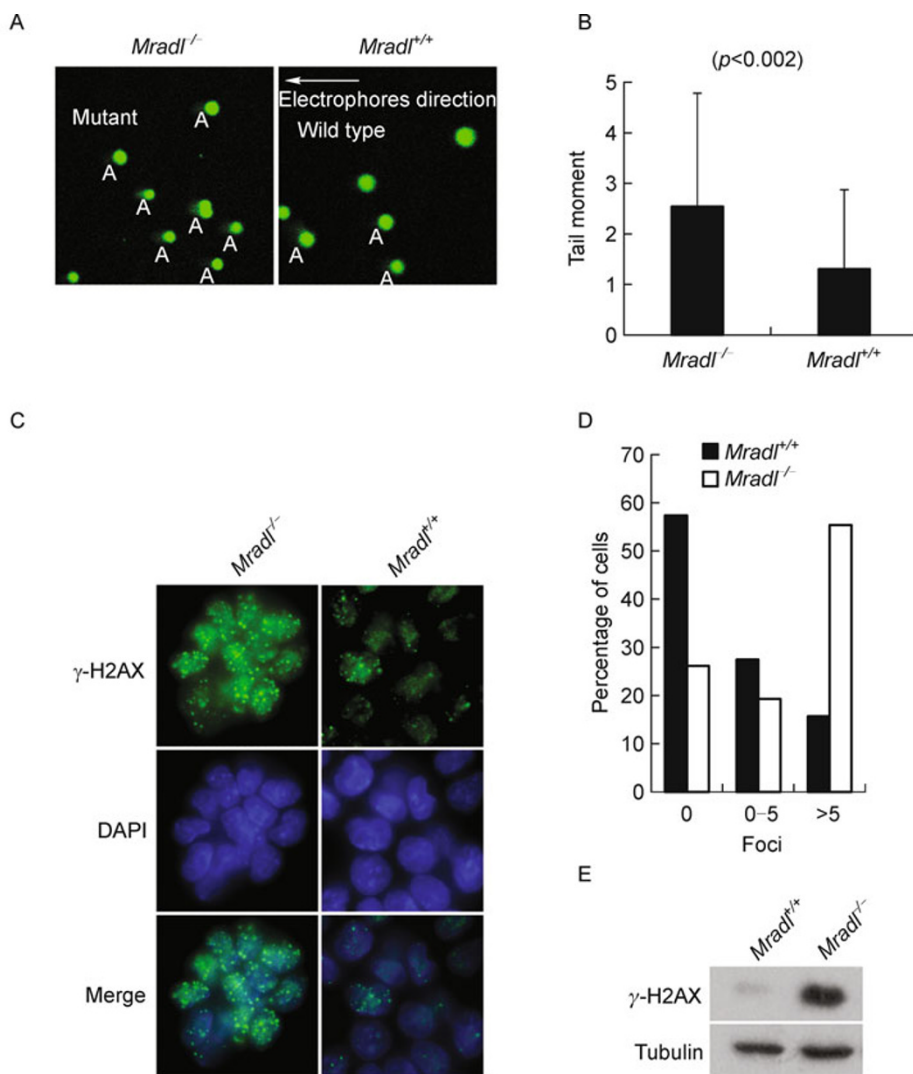 A
Mradl-/-
Mradl+/+
Mutant
A
A
A
A
A
A
A
Electrophores direction
Wild type
A
A
A
B
(p<0.002)
Tail moment
5
4
3
2
1
0
Mradl-/-
Mradl+/+
C
Mradl-/-
Mradl+/+
γ-H2AX
DAPI
Merge
D
Mradl+/+
Mradl-/-
Percentage of cells
70
60
50
40
30
20
10
0
0
0–5
>5
Foci
E
Mradl+/+
Mradl-/-
γ-H2AX
Tubulin